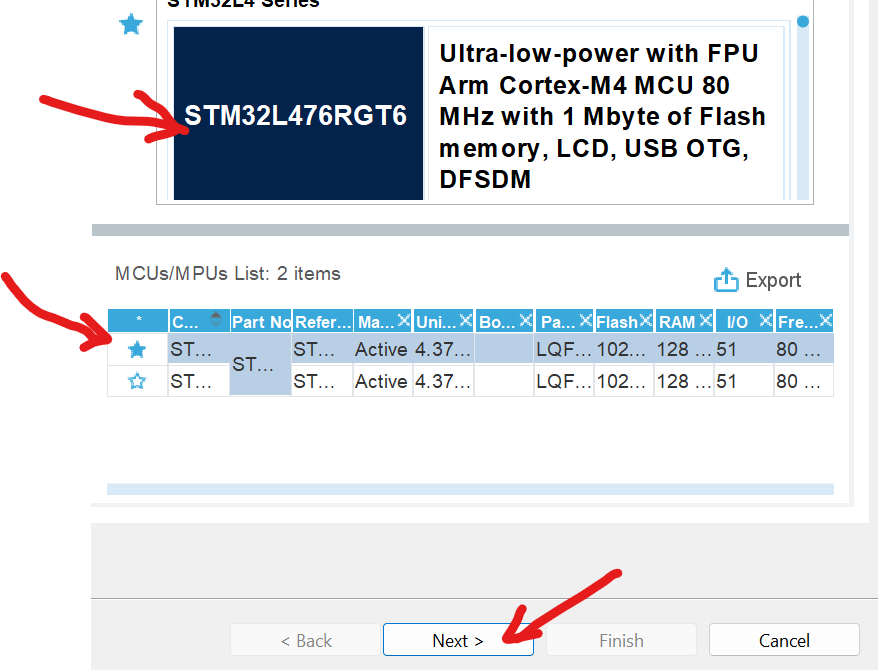 STM32L4 Series
STM32L476RGT6
Ultra-low-power with FPU
Arm Cortex-M4 MCU 80
MHz with 1 Mbyte of Flash
memory, LCD, USB OTG,
DFSDM
MCUs/MPUs List: 2 items
Export
* C... Part No Refer... Ma... Uni... Bo... Pa... Flash RAM I/O Fre...
ST... ST... ST... Active 4.37... LQF... 102... 128 ... 51 80 ...
ST... ST... Active 4.37... LQF... 102... 128 ... 51 80 ...
< Back Next > Finish Cancel